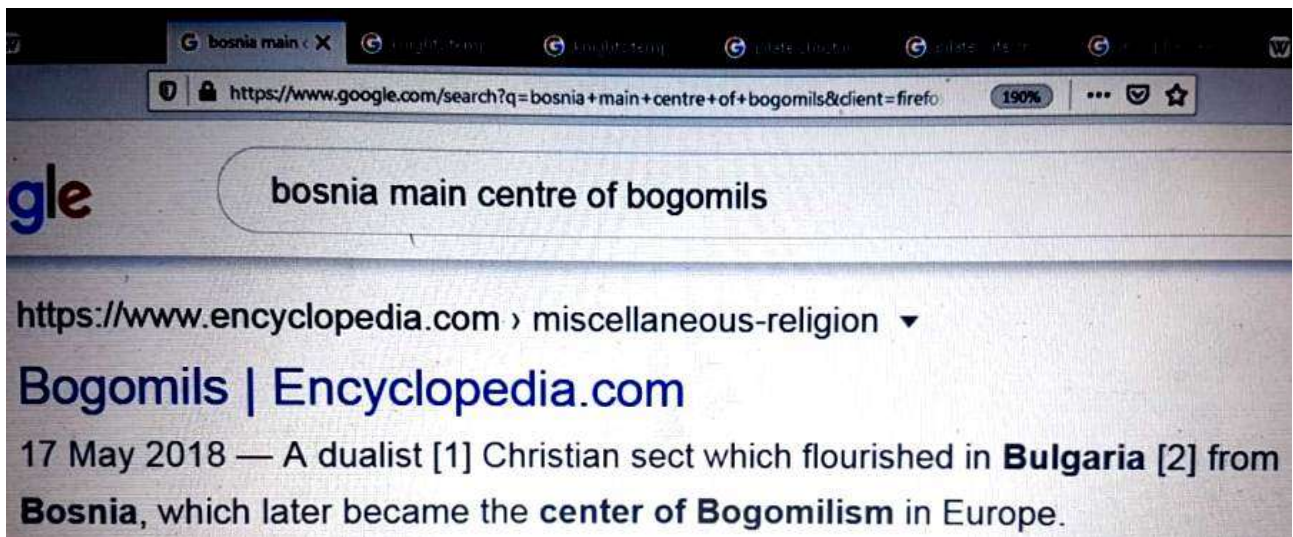 bosnia main c
https://www.google.com/search?q=bosnia+main+centre+of+bogomils&client=firefo 190%
gle bosnia main centre of bogomils
https://www.encyclopedia.com › miscellaneous-religion
Bogomils | Encyclopedia.com
17 May 2018 — A dualist [1] Christian sect which flourished in Bulgaria [2] from
Bosnia, which later became the center of Bogomilism in Europe.